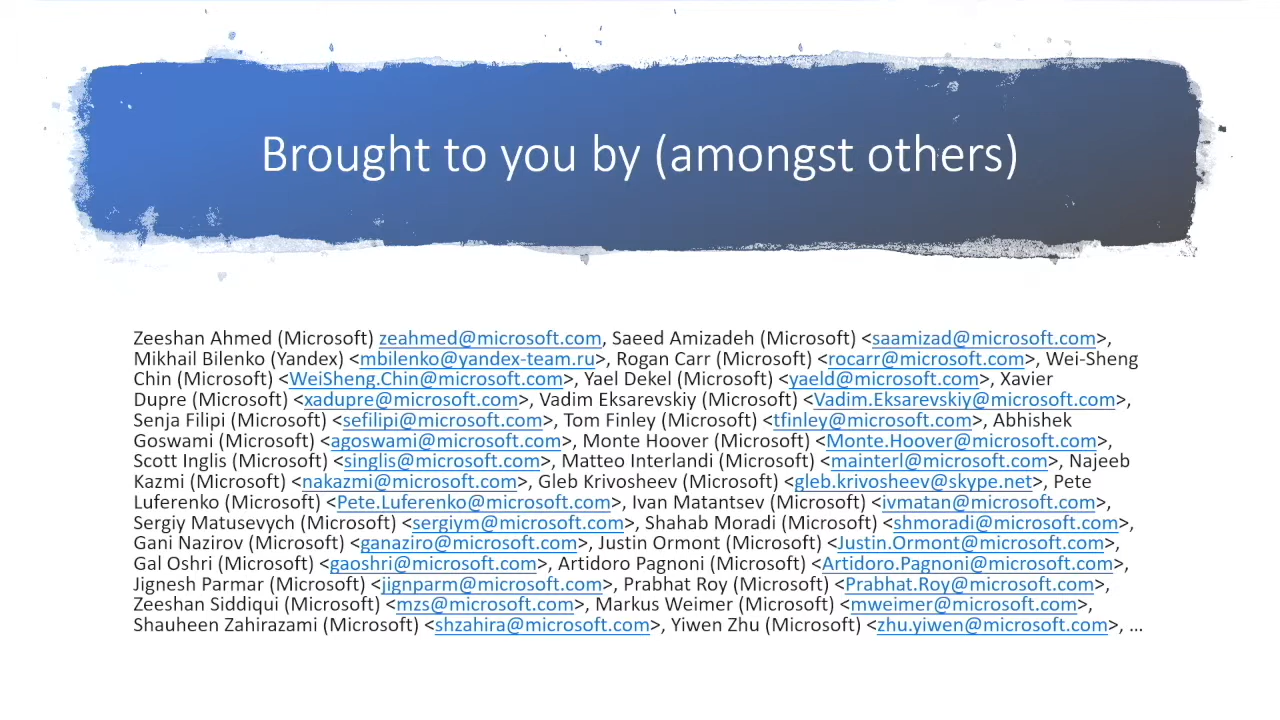 Brought to you by (amongst others)
Zeeshan Ahmed (Microsoft) zeahmed@microsoft.com, Saeed Amizadeh (Microsoft) <saamizad@microsoft.com>,
Mikhail Bilenko (Yandex) <mbilenko@yandex-team.ru>, Rogan Carr (Microsoft) <rocarr@microsoft.com>, Wei-Sheng
Chin (Microsoft) <WeiSheng.Chin@microsoft.com>, Yael Dekel (Microsoft) <yaeld@microsoft.com>, Xavier
Dupre (Microsoft) <xadupre@microsoft.com>, Vadim Eksarevskiy (Microsoft) <Vadim.Eksarevskiy@microsoft.com>,
Senja Filipi (Microsoft) <sefilipi@microsoft.com>, Tom Finley (Microsoft) <tfinley@microsoft.com>, Abhishek
Goswami (Microsoft) <agoswami@microsoft.com>, Monte Hoover (Microsoft) <Monte.Hoover@microsoft.com>,
Scott Inglis (Microsoft) <singlis@microsoft.com>, Matteo Interlandi (Microsoft) <mainterl@microsoft.com>, Najeeb
Kazmi (Microsoft) <nakazmi@microsoft.com>, Gleb Krivosheev (Microsoft) <gleb.krivosheev@skype.net>, Pete
Luferenko (Microsoft) <Pete.Luferenko@microsoft.com>, Ivan Matantsev (Microsoft) <ivmatan@microsoft.com>,
Sergiy Matusevych (Microsoft) <sergiym@microsoft.com>, Shahab Moradi (Microsoft) <shmoradi@microsoft.com>,
Gani Nazirov (Microsoft) <ganaziro@microsoft.com>, Justin Ormont (Microsoft) <Justin.Ormont@microsoft.com>,
Gal Oshri (Microsoft) <gaoshri@microsoft.com>, Artidoro Pagnoni (Microsoft) <Artidoro.Pagnoni@microsoft.com>,
Jignesh Parmar (Microsoft) <jignparm@microsoft.com>, Prabhat Roy (Microsoft) <Prabhat.Roy@microsoft.com>,
Zeeshan Siddiqui (Microsoft) <mzs@microsoft.com>, Markus Weimer (Microsoft) <mweimer@microsoft.com>,
Shauheen Zahirazami (Microsoft) <shzahira@microsoft.com>, Yiwen Zhu (Microsoft) <zhu.yiwen@microsoft.com>, ...